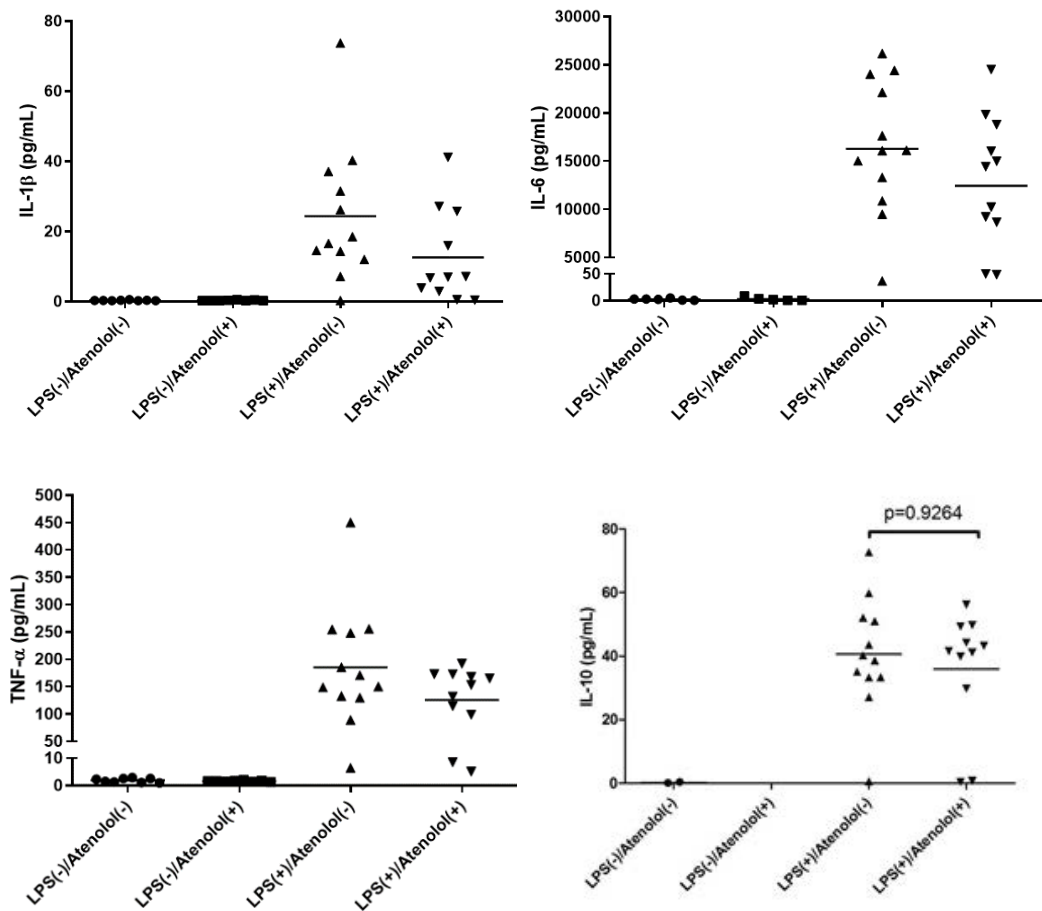 80
60
40
20
0
IL-1β (pg/mL)
LPS(-)/Atenolol(-)
LPS(-)/Atenolol(+)
LPS(+)/Atenolol(-)
LPS(+)/Atenolol(+)
30000
25000
20000
15000
10000
5000
50
0
IL-6 (pg/mL)
LPS(-)/Atenolol(-)
LPS(-)/Atenolol(+)
LPS(+)/Atenolol(-)
LPS(+)/Atenolol(+)
500
450
400
350
300
250
200
150
100
50
10
0
TNF-α (pg/mL)
LPS(-)/Atenolol(-)
LPS(-)/Atenolol(+)
LPS(+)/Atenolol(-)
LPS(+)/Atenolol(+)
p=0.9264
80
60
40
20
0
IL-10 (pg/mL)
LPS(-)/Atenolol(-)
LPS(-)/Atenolol(+)
LPS(+)/Atenolol(-)
LPS(+)/Atenolol(+)